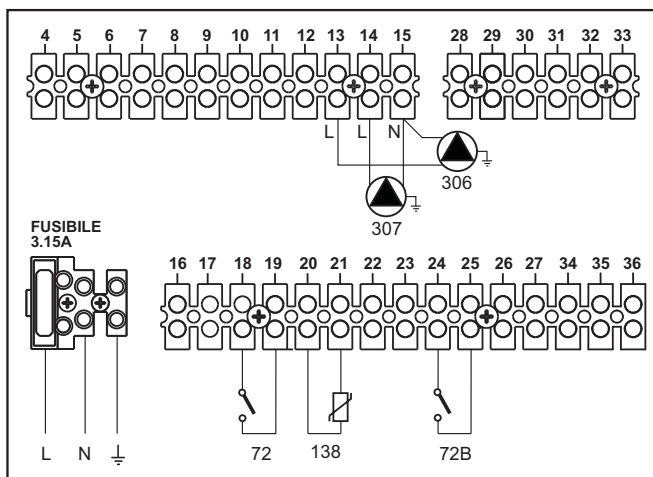 4 5 6 7 8 9 10 11 12 13 14 15 28 29 30 31 32 33
L L N
306
307
FUSIBILE
3.15A
16 17 18 19 20 21 22 23 24 25 26 27 34 35 36
L N
72 138 72B